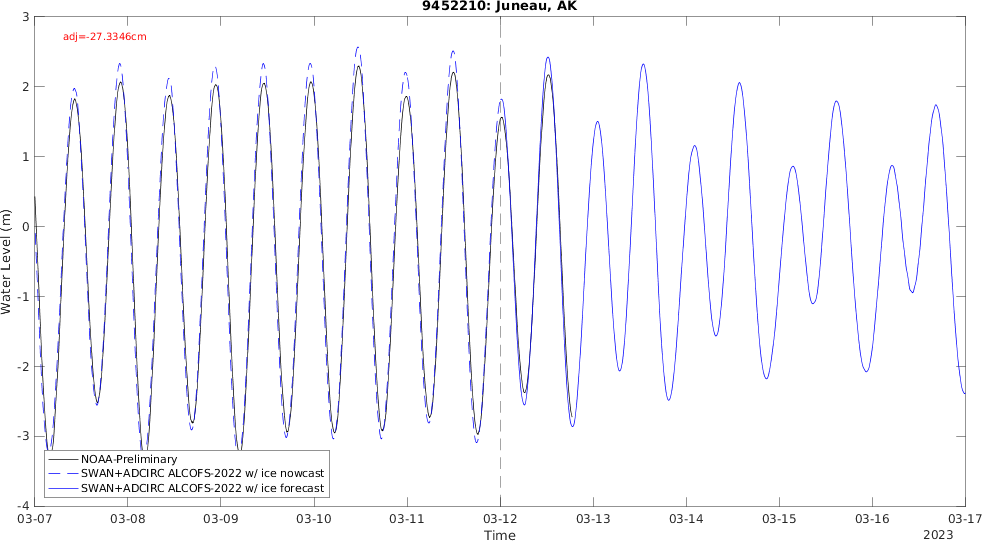 9452210: Juneau, AK
adj=-27.3346cm
3
2
1
0
-1
-2
-3
-4
Water Level (m)
NOAA-Preliminary
SWAN+ADCIRC ALCOFS-2022 w/ ice nowcast
SWAN+ADCIRC ALCOFS-2022 w/ ice forecast
03-07 03-08 03-09 03-10 03-11 03-12 03-13 03-14 03-15 03-16 03-17
Time
2023